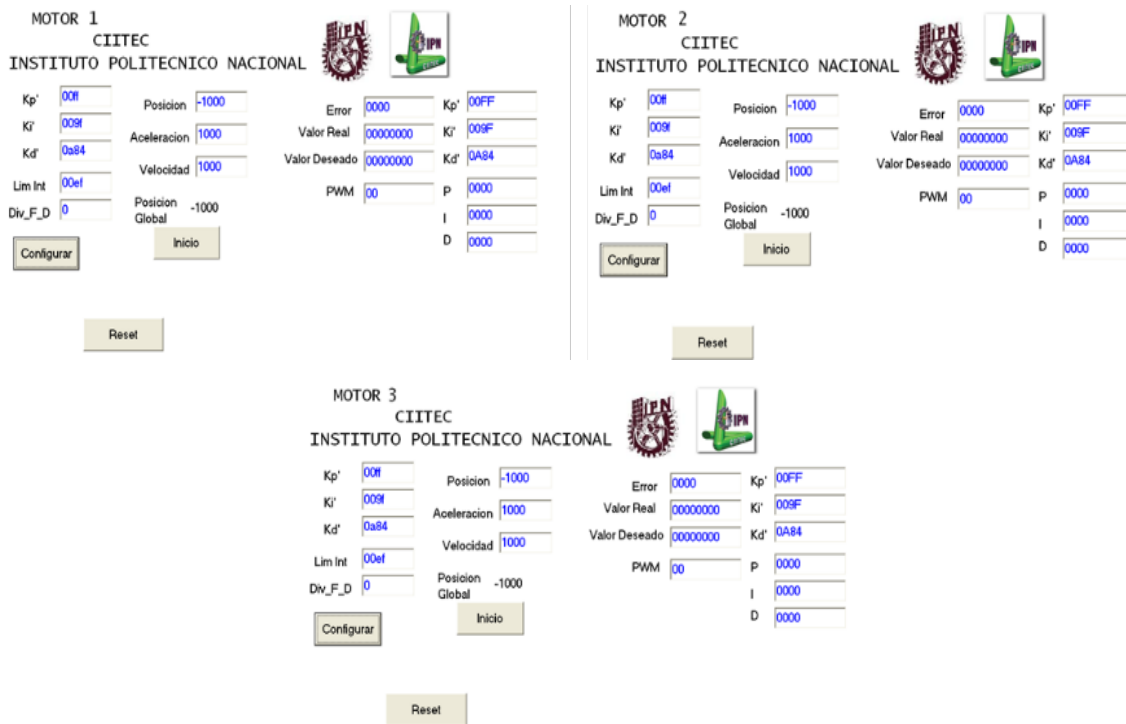 MOTOR 1
CIITEC
INSTITUTO POLITECNICO NACIONAL
IPN
IPN
Kp' 00ff
Ki' 009f
Kd' 0a84
Lim Int 00ef
Div_F_D 0
Configurar
Posicion -1000
Aceleracion 1000
Velocidad 1000
Posicion Global -1000
Inicio
Error 0000
Valor Real 00000000
Valor Deseado 00000000
PWM 00
Kp' 00FF
Ki' 009F
Kd' 0A84
P 0000
I 0000
D 0000
Reset
MOTOR 2
CIITEC
INSTITUTO POLITECNICO NACIONAL
IPN
IPN
Kp' 00ff
Ki' 009f
Kd' 0a84
Lim Int 00ef
Div_F_D 0
Configurar
Posicion -1000
Aceleracion 1000
Velocidad 1000
Posicion Global -1000
Inicio
Error 0000
Valor Real 00000000
Valor Deseado 00000000
PWM 00
Kp' 00FF
Ki' 009F
Kd' 0A84
P 0000
I 0000
D 0000
Reset
MOTOR 3
CIITEC
INSTITUTO POLITECNICO NACIONAL
IPN
IPN
Kp' 00ff
Ki' 009f
Kd' 0a84
Lim Int 00ef
Div_F_D 0
Configurar
Posicion -1000
Aceleracion 1000
Velocidad 1000
Posicion Global -1000
Inicio
Error 0000
Valor Real 00000000
Valor Deseado 00000000
PWM 00
Kp' 00FF
Ki' 009F
Kd' 0A84
P 0000
I 0000
D 0000
Reset